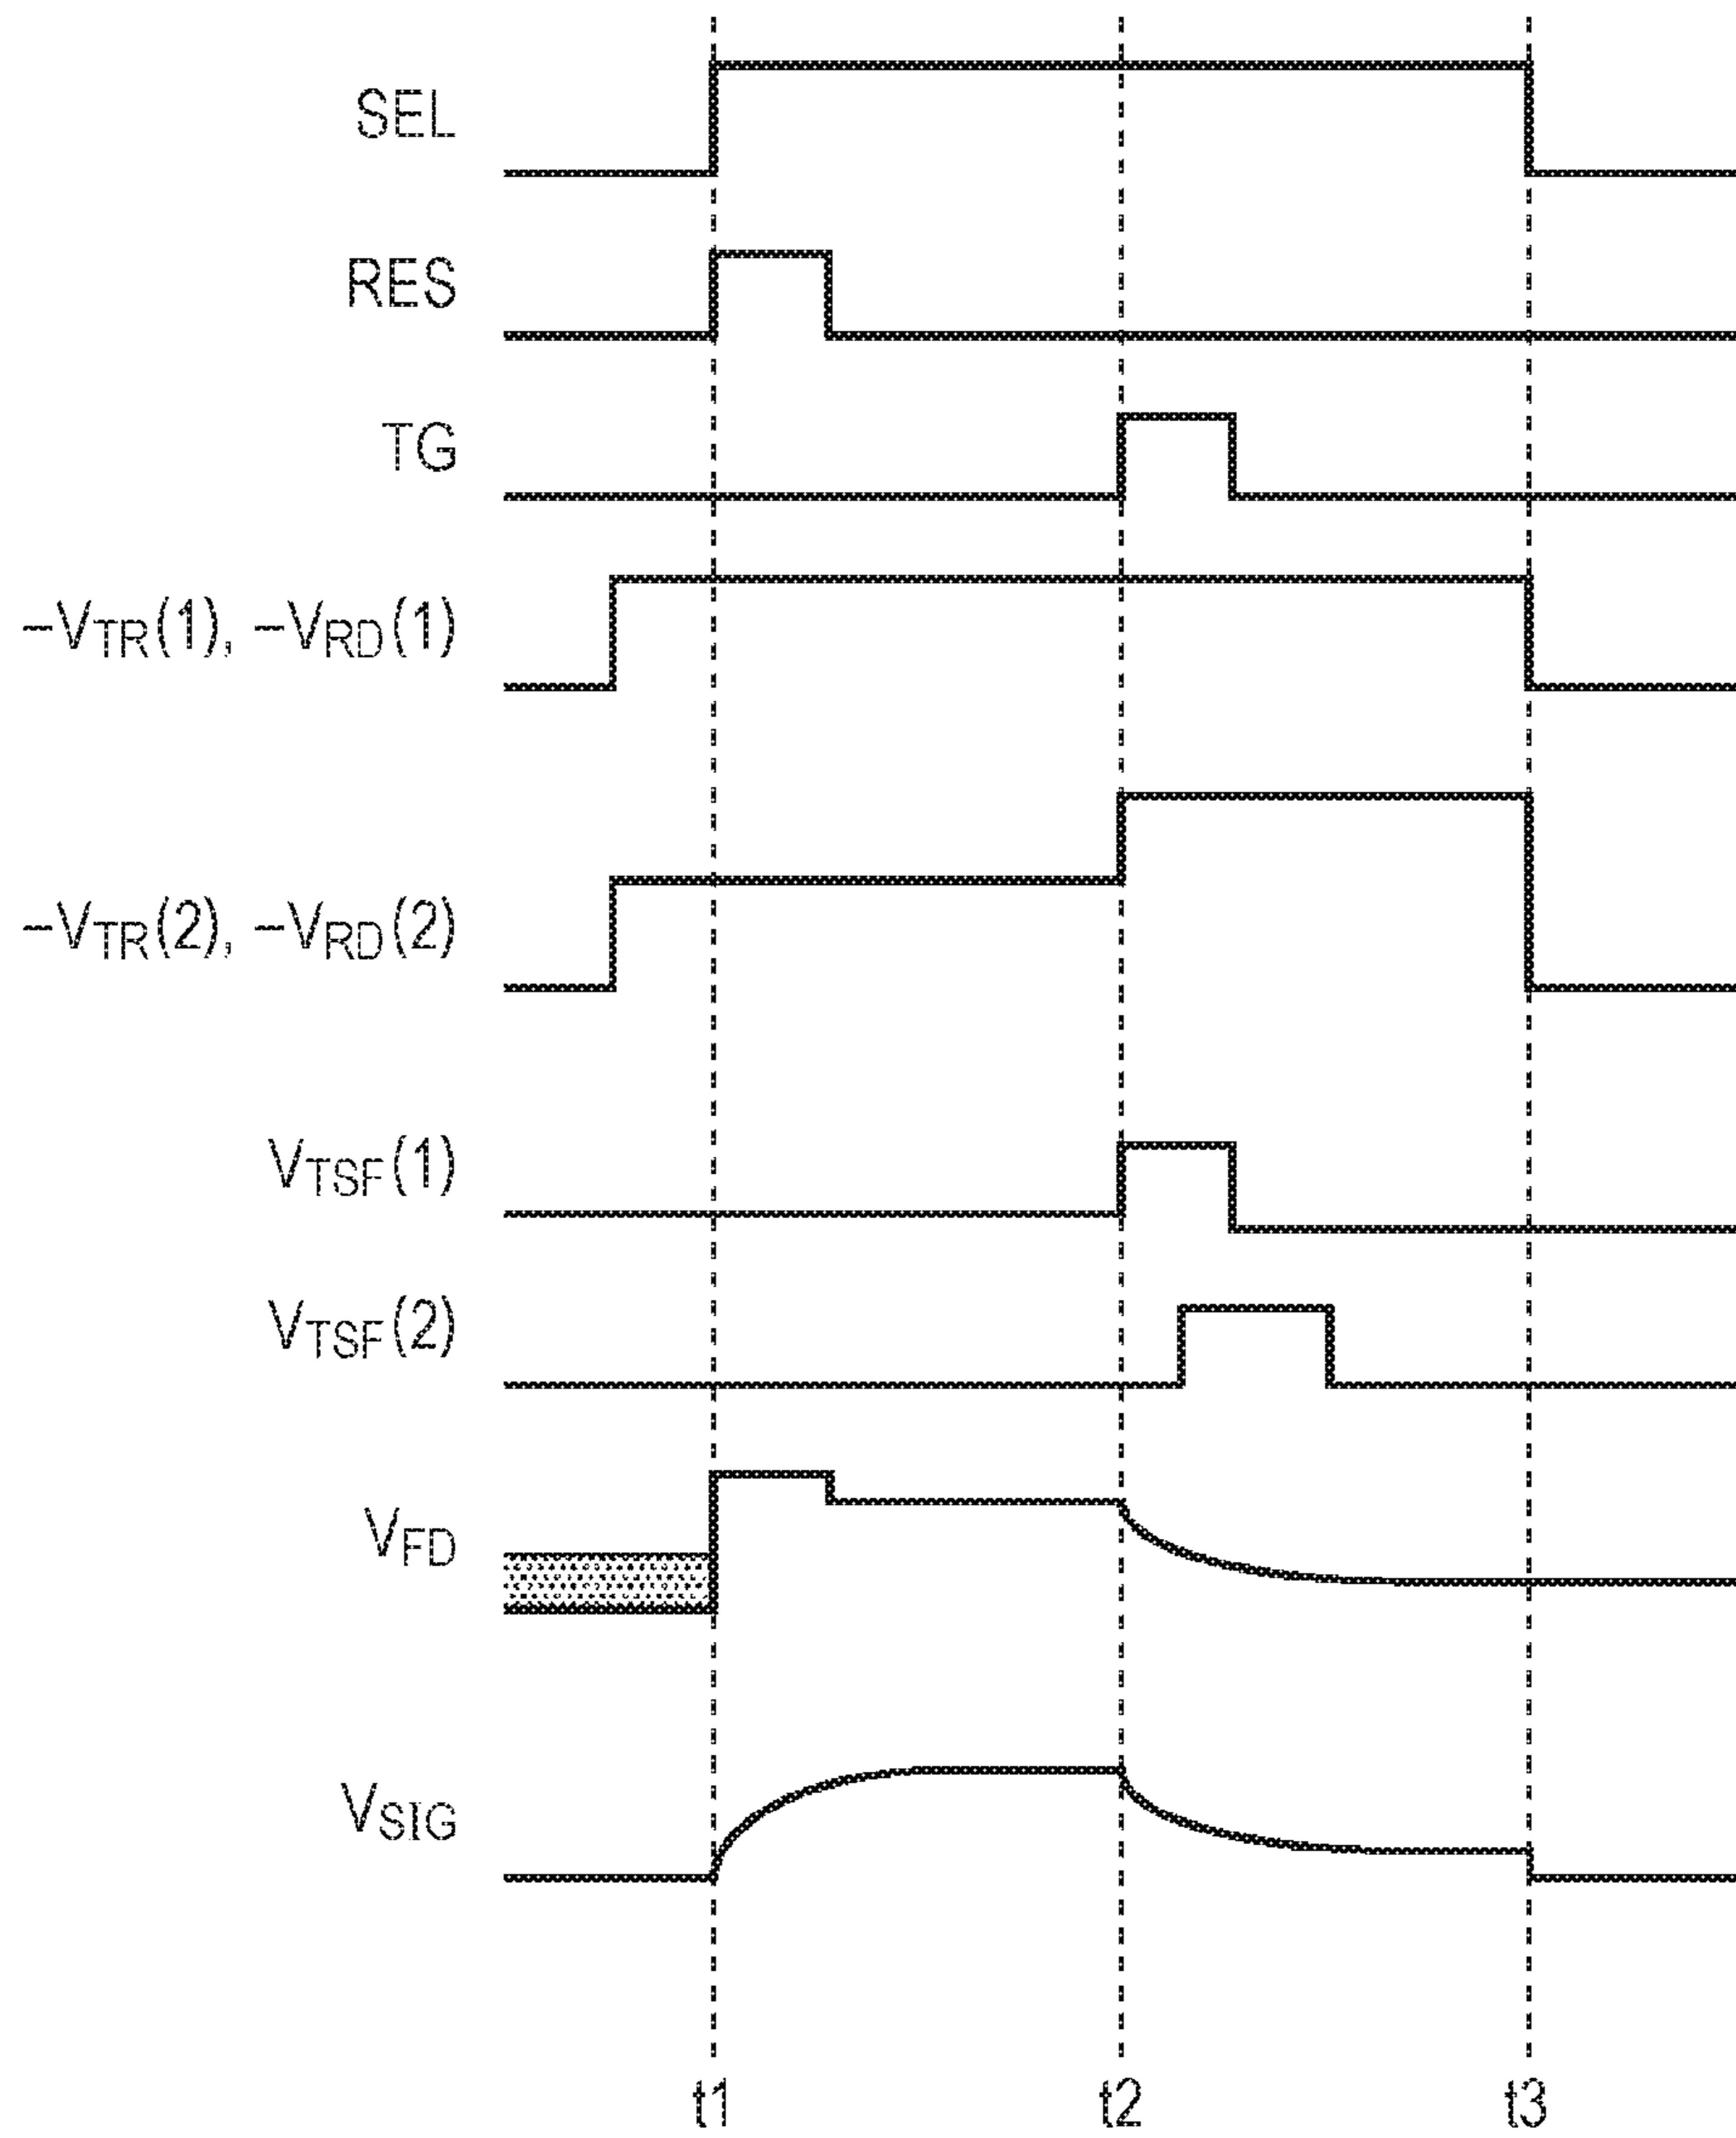 SEL
RES
TG
–VTR(1), –VRD(1)
–VTR(2), –VRD(2)
VTSF(1)
VTSF(2)
VFD
VSIG
t1 t2 t3